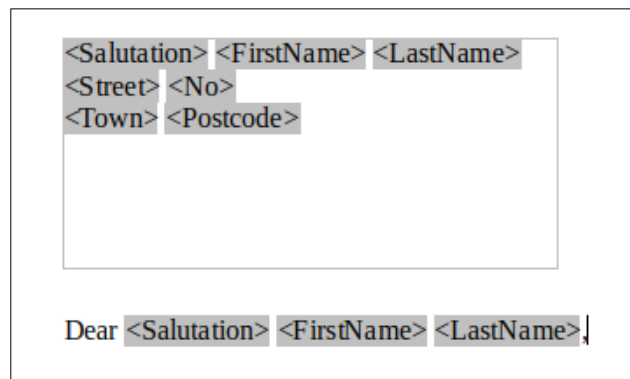 <Salutation> <FirstName> <LastName>
<Street> <No>
<Town> <Postcode>
Dear <Salutation> <FirstName> <LastName>,